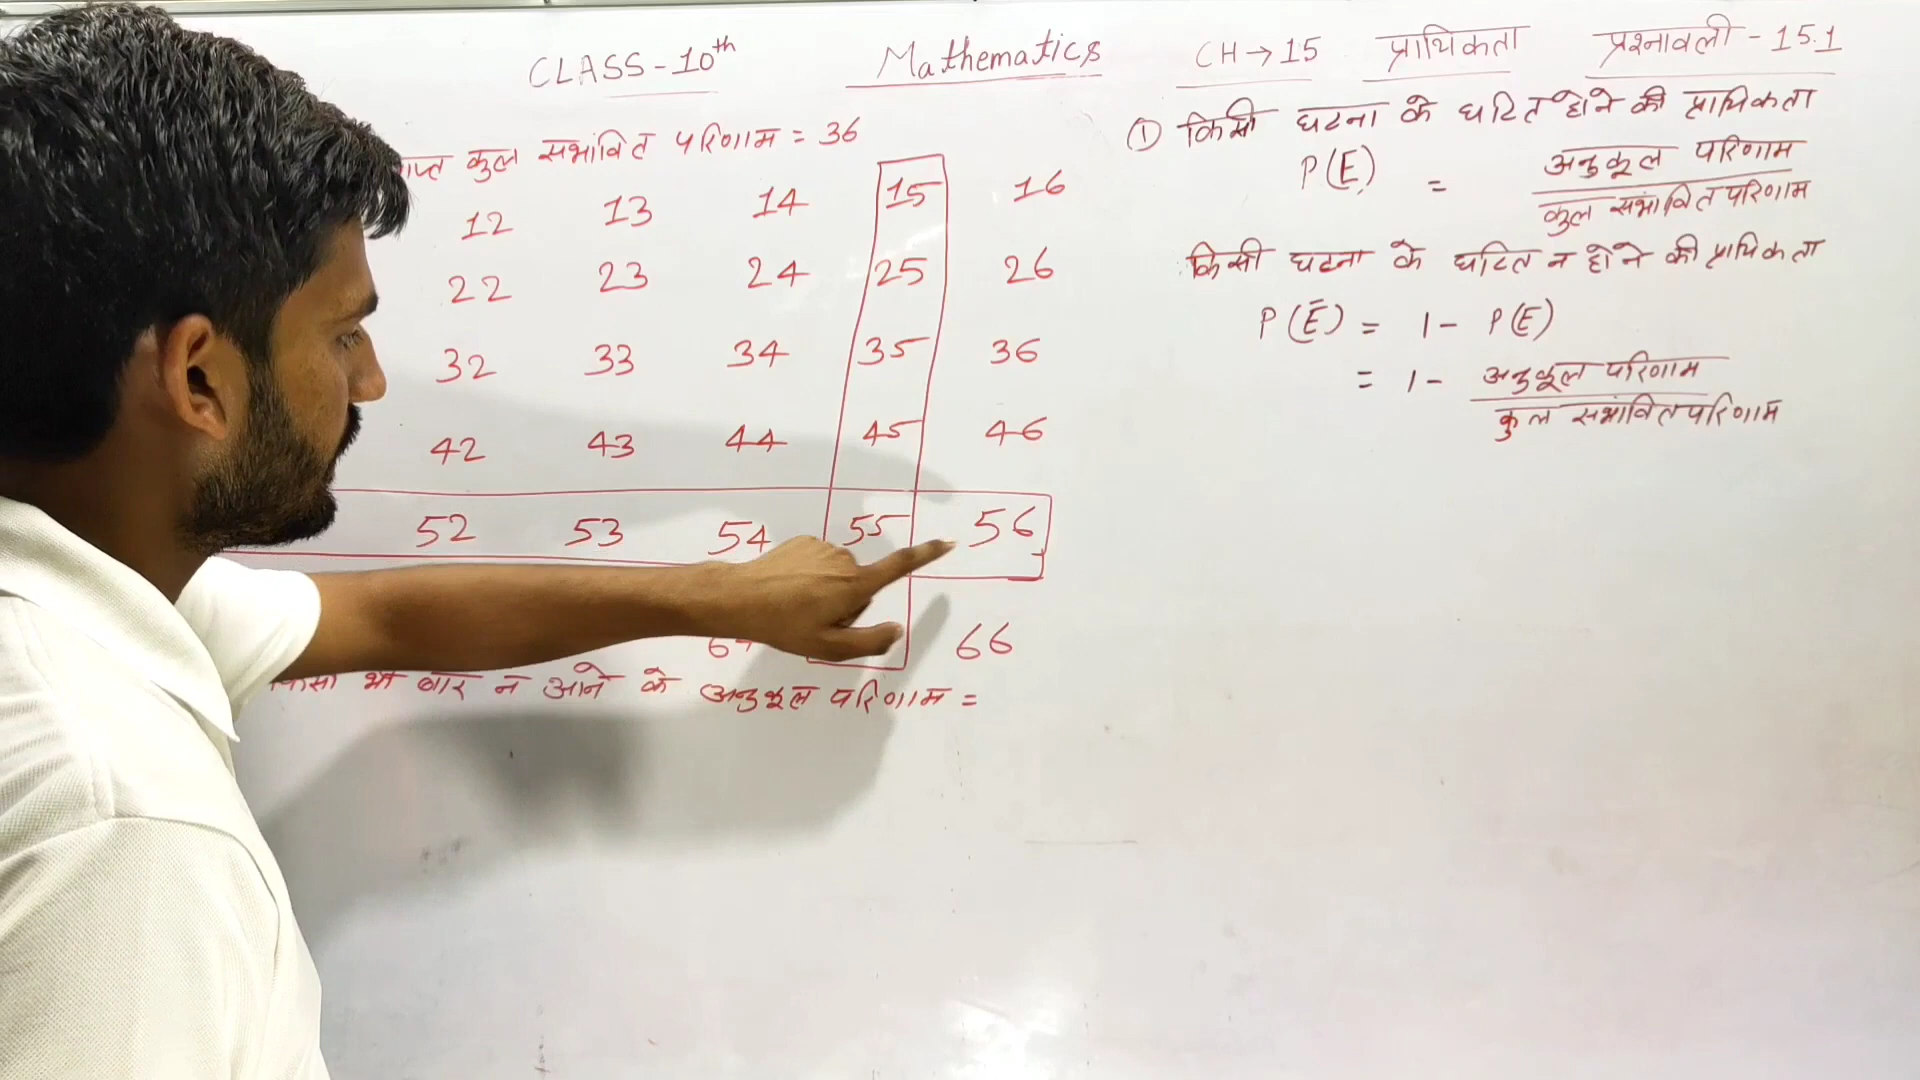 CLASS-10th Mathematics CH→15 प्रायिकता प्रश्नावली-15.1
कुल संभावित परिणाम = 36
12 13 14 15 16
22 23 24 25 26
32 33 34 35 36
42 43 44 45 46
52 53 54 55 56
66
बार न आने के अनुकूल परिणाम =
① किसी घटना के घटित होने की प्रायिकता
P(E) = अनुकूल परिणाम
कुल संभावित परिणाम
किसी घटना के घटित न होने की प्रायिकता
P(Ē) = 1 - P(E)
= 1 - अनुकूल परिणाम
कुल संभावित परिणाम